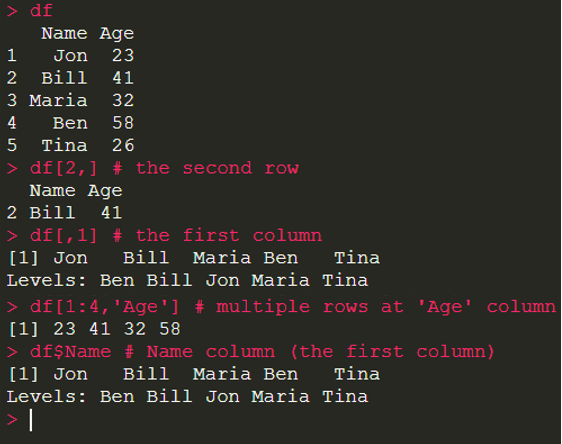 > df
   Name Age
1   Jon  23
2  Bill  41
3 Maria  32
4   Ben  58
5  Tina  26
> df[2,] # the second row
  Name Age
2 Bill  41
> df[,1] # the first column
[1] Jon   Bill  Maria Ben   Tina
Levels: Ben Bill Jon Maria Tina
> df[1:4,'Age'] # multiple rows at 'Age' column
[1] 23 41 32 58
> df$Name # Name column (the first column)
[1] Jon   Bill  Maria Ben   Tina
Levels: Ben Bill Jon Maria Tina
>